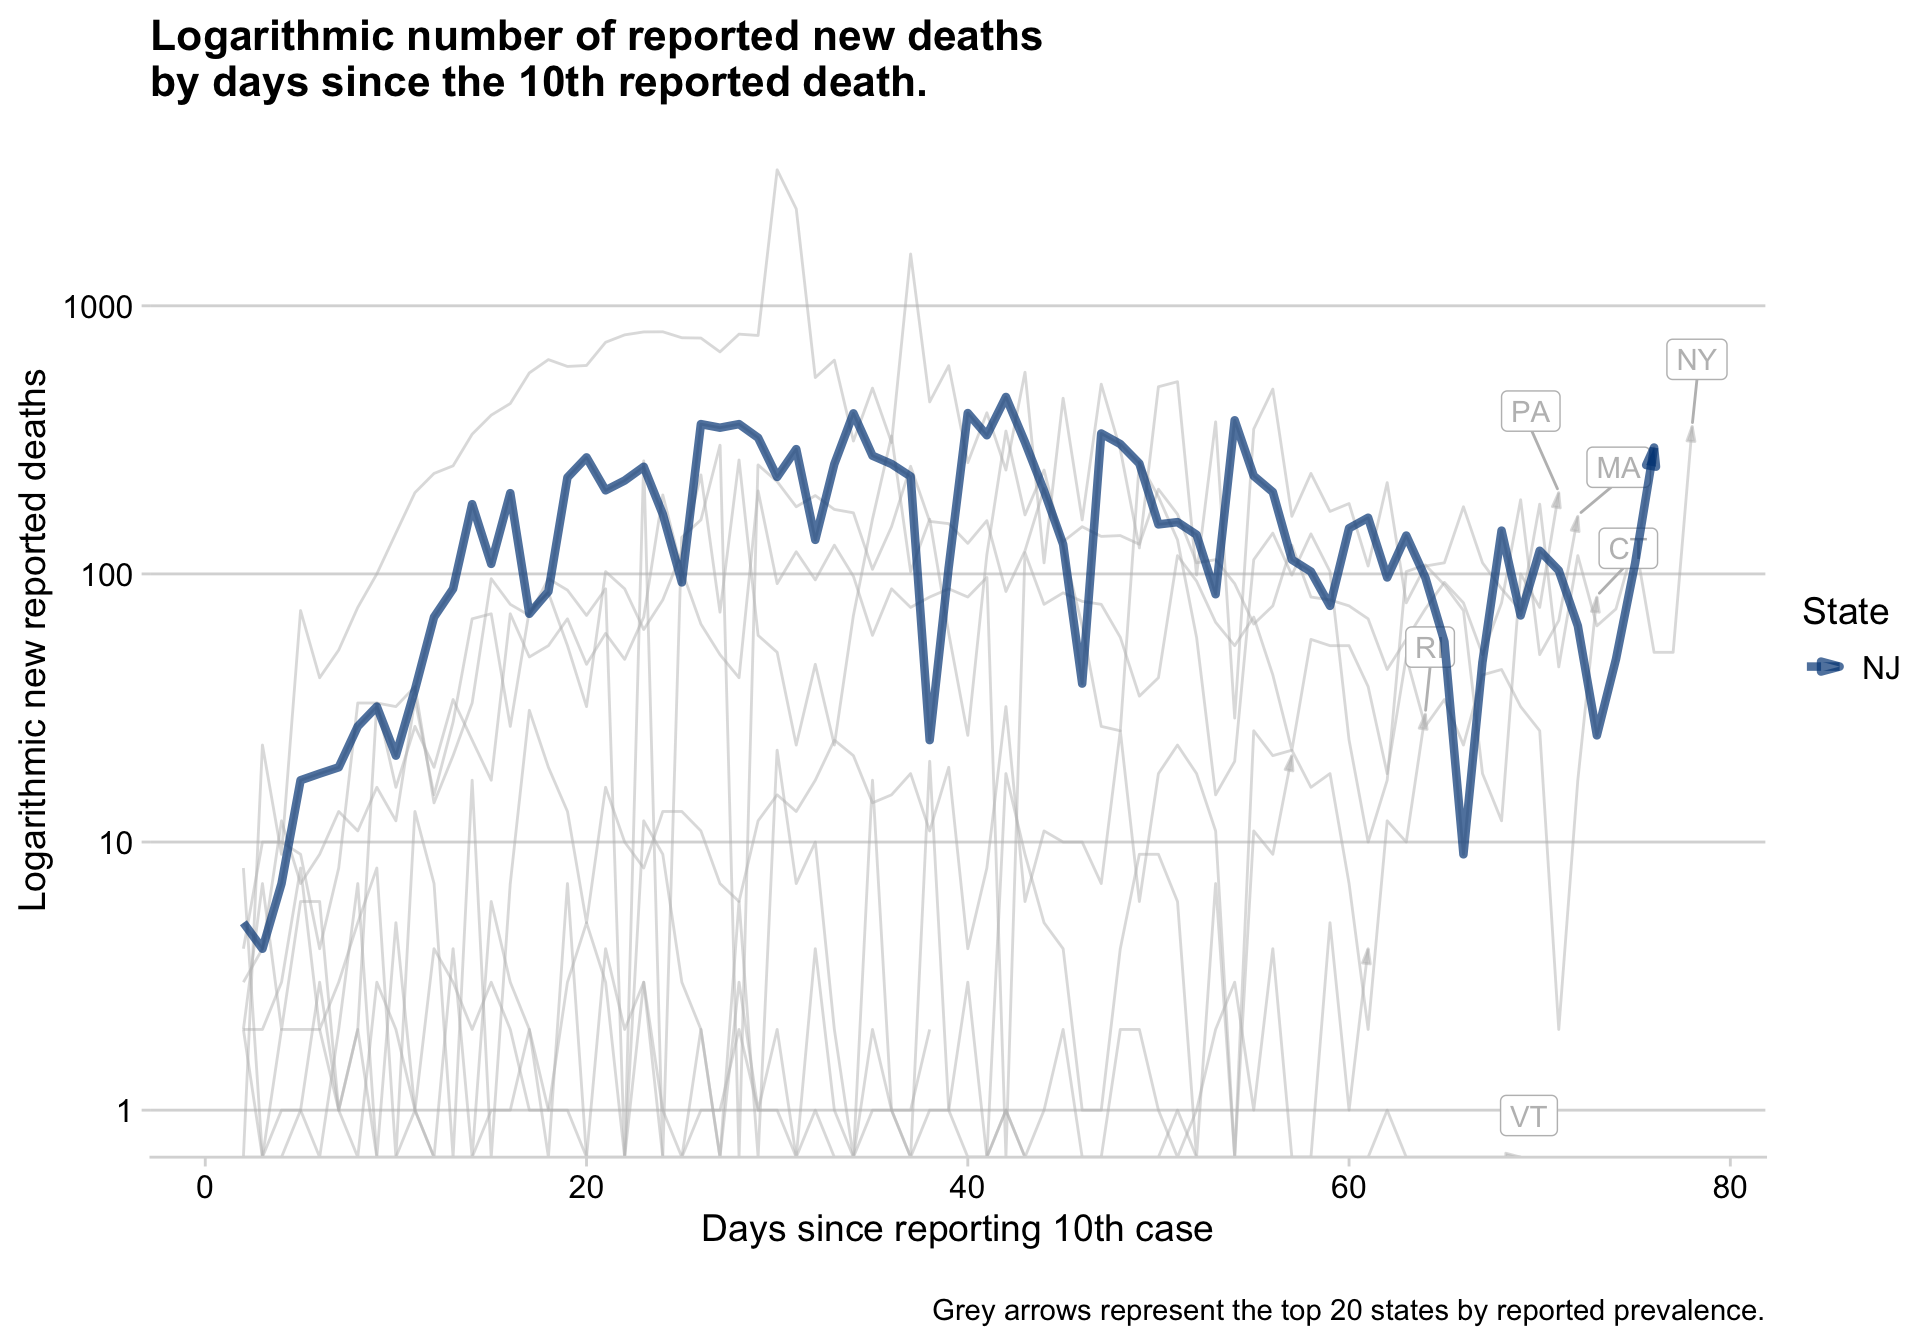 Logarithmic number of reported new deaths
by days since the 10th reported death.
Logarithmic new reported deaths
1000
100
10
1
NY
PA
MA
CT
RI
VT
State
NJ
0 20 40 60 80
Days since reporting 10th case
Grey arrows represent the top 20 states by reported prevalence.